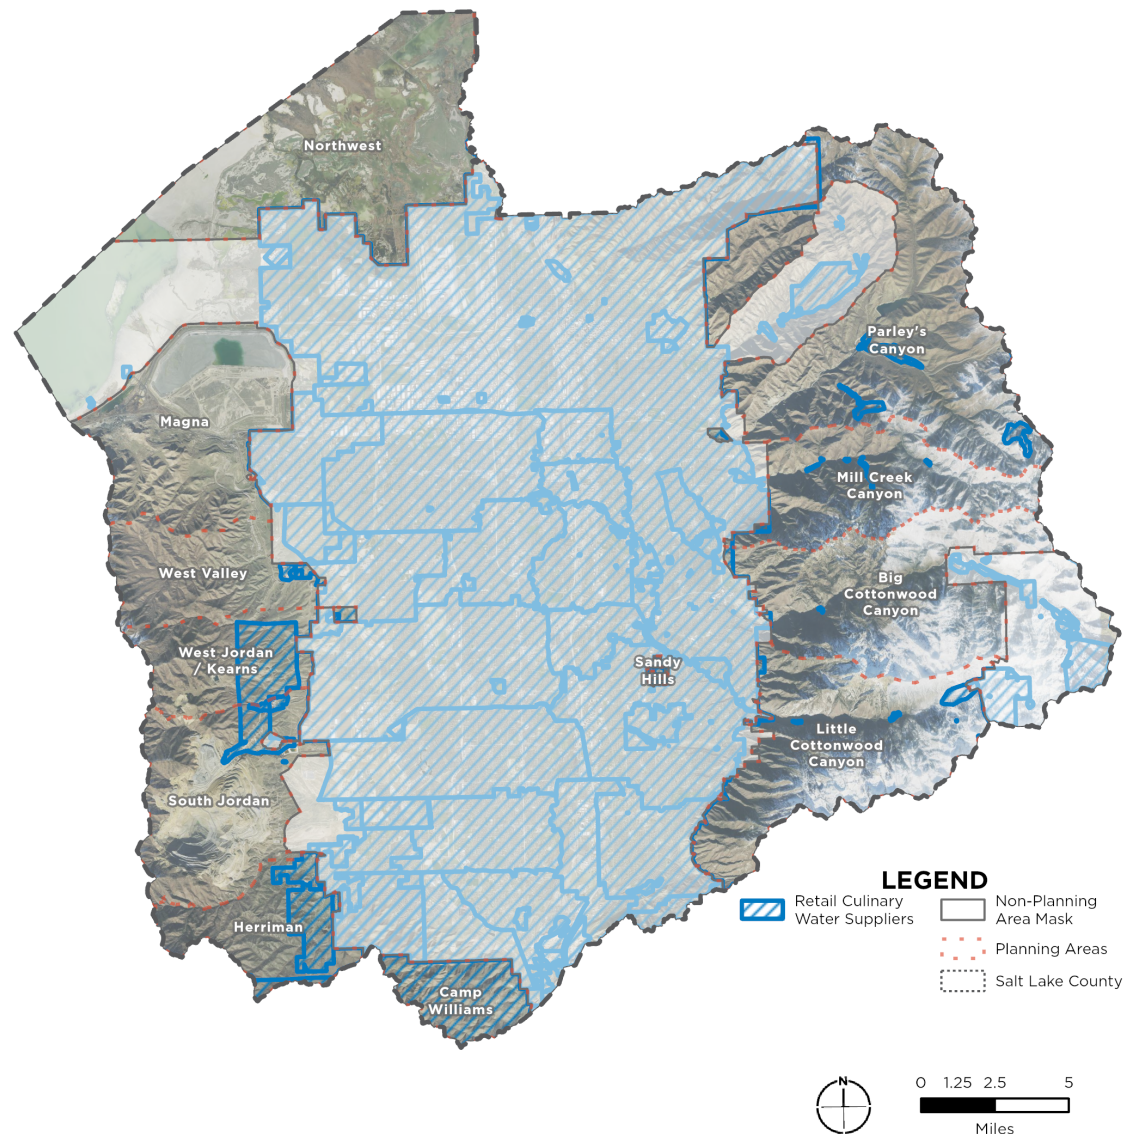 Northwest
Parley's
Canyon
Magna
Mill Creek
Canyon
West Valley
Big
Cottonwood
Canyon
West Jordan
/ Kearns
Sandy
Hills
Little
Cottonwood
Canyon
South Jordan
Herriman
Camp
Williams
LEGEND
Retail Culinary
Water Suppliers
Non-Planning
Area Mask
Planning Areas
Salt Lake County
N
0 1.25 2.5 5
Miles